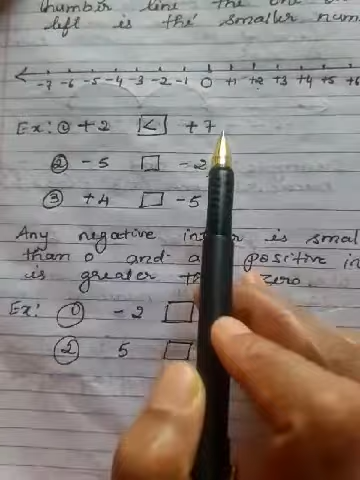 number line the
left is the smaller num
-7 -6 -5 -4 -3 -2 -1 0 +1 +2 +3 +4 +5 +6
Ex: ① +2 < +7
② -5 □ -2
③ +4 □ -5
Any negative in is smal
than 0 and a positive in
is greater zero.
Ex: ① -2 □
② 5 □